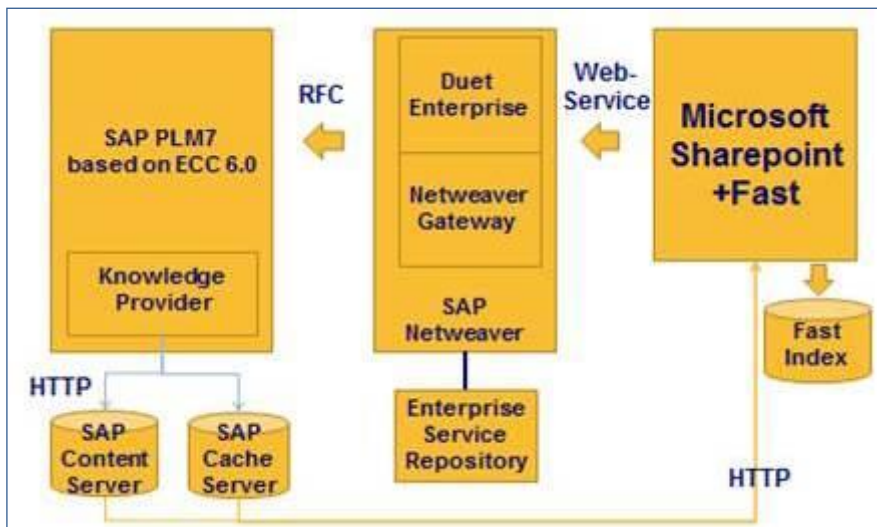 SAP PLM7
based on ECC 6.0
Knowledge
Provider
HTTP
SAP
Content
Server
SAP
Cache
Server
RFC
Duet
Enterprise
Netweaver
Gateway
SAP
Netweaver
Enterprise
Service
Repository
Web-
Service
Microsoft
Sharepoint
+Fast
Fast
Index
HTTP